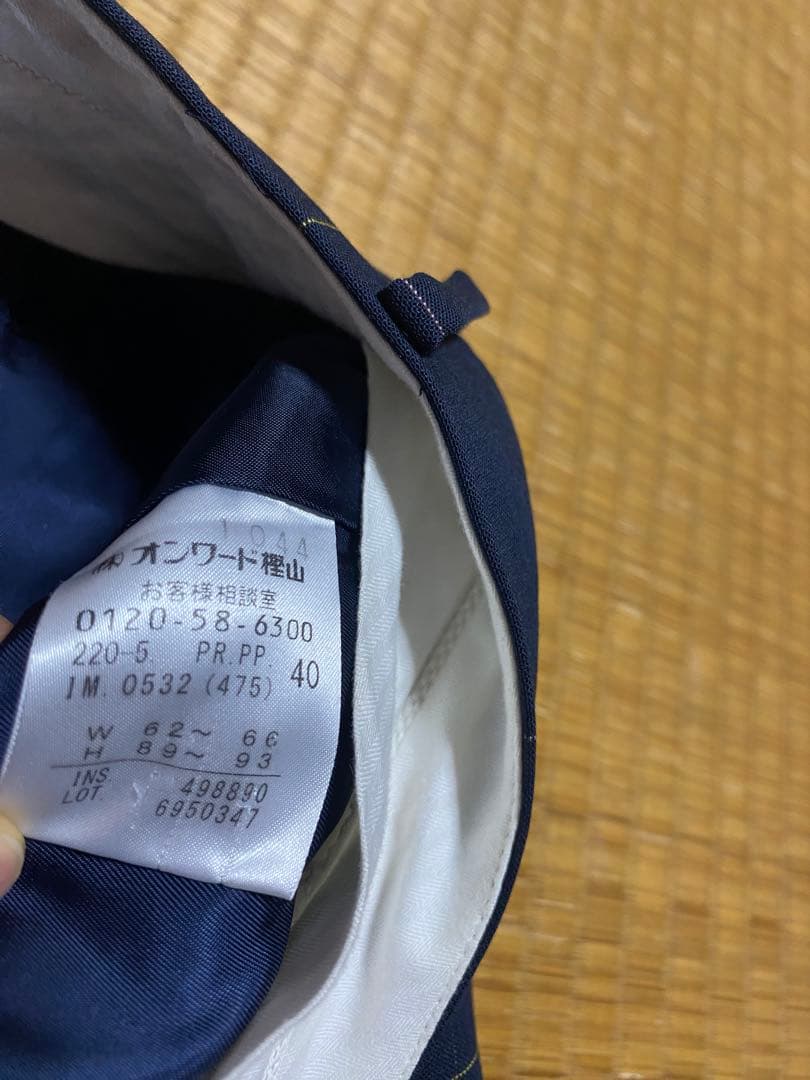 1044
(株)オンワード樫山
お客様相談室
0120-58-6300
220-5. PR.PP. 40
IM. 0532 (475)
W 62～ 66
H 89～ 93
INS 498890
LOT. 6950347